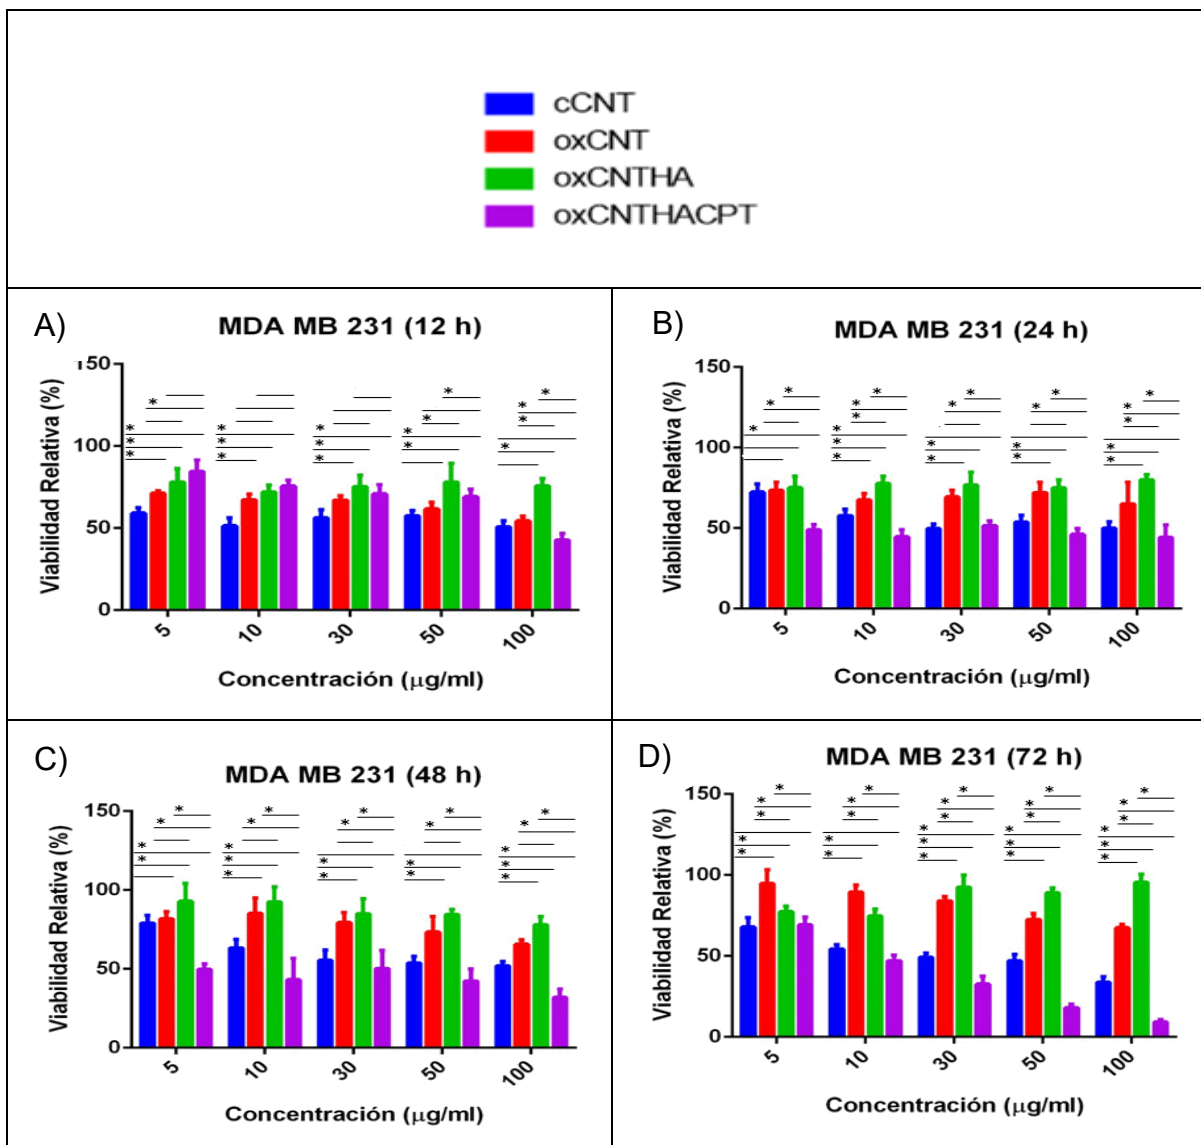 cCNT
oxCNT
oxCNTHA
oxCNTHACPT
A)
MDA MB 231 (12 h)
Viabilidad Relativa (%)
150
100
50
0
5
10
30
50
100
Concentración (µg/ml)
B)
MDA MB 231 (24 h)
Viabilidad Relativa (%)
150
100
50
0
5
10
30
50
100
Concentración (µg/ml)
C)
MDA MB 231 (48 h)
Viabilidad Relativa (%)
150
100
50
0
5
10
30
50
100
Concentración (µg/ml)
D)
MDA MB 231 (72 h)
Viabilidad Relativa (%)
150
100
50
0
5
10
30
50
100
Concentración (µg/ml)